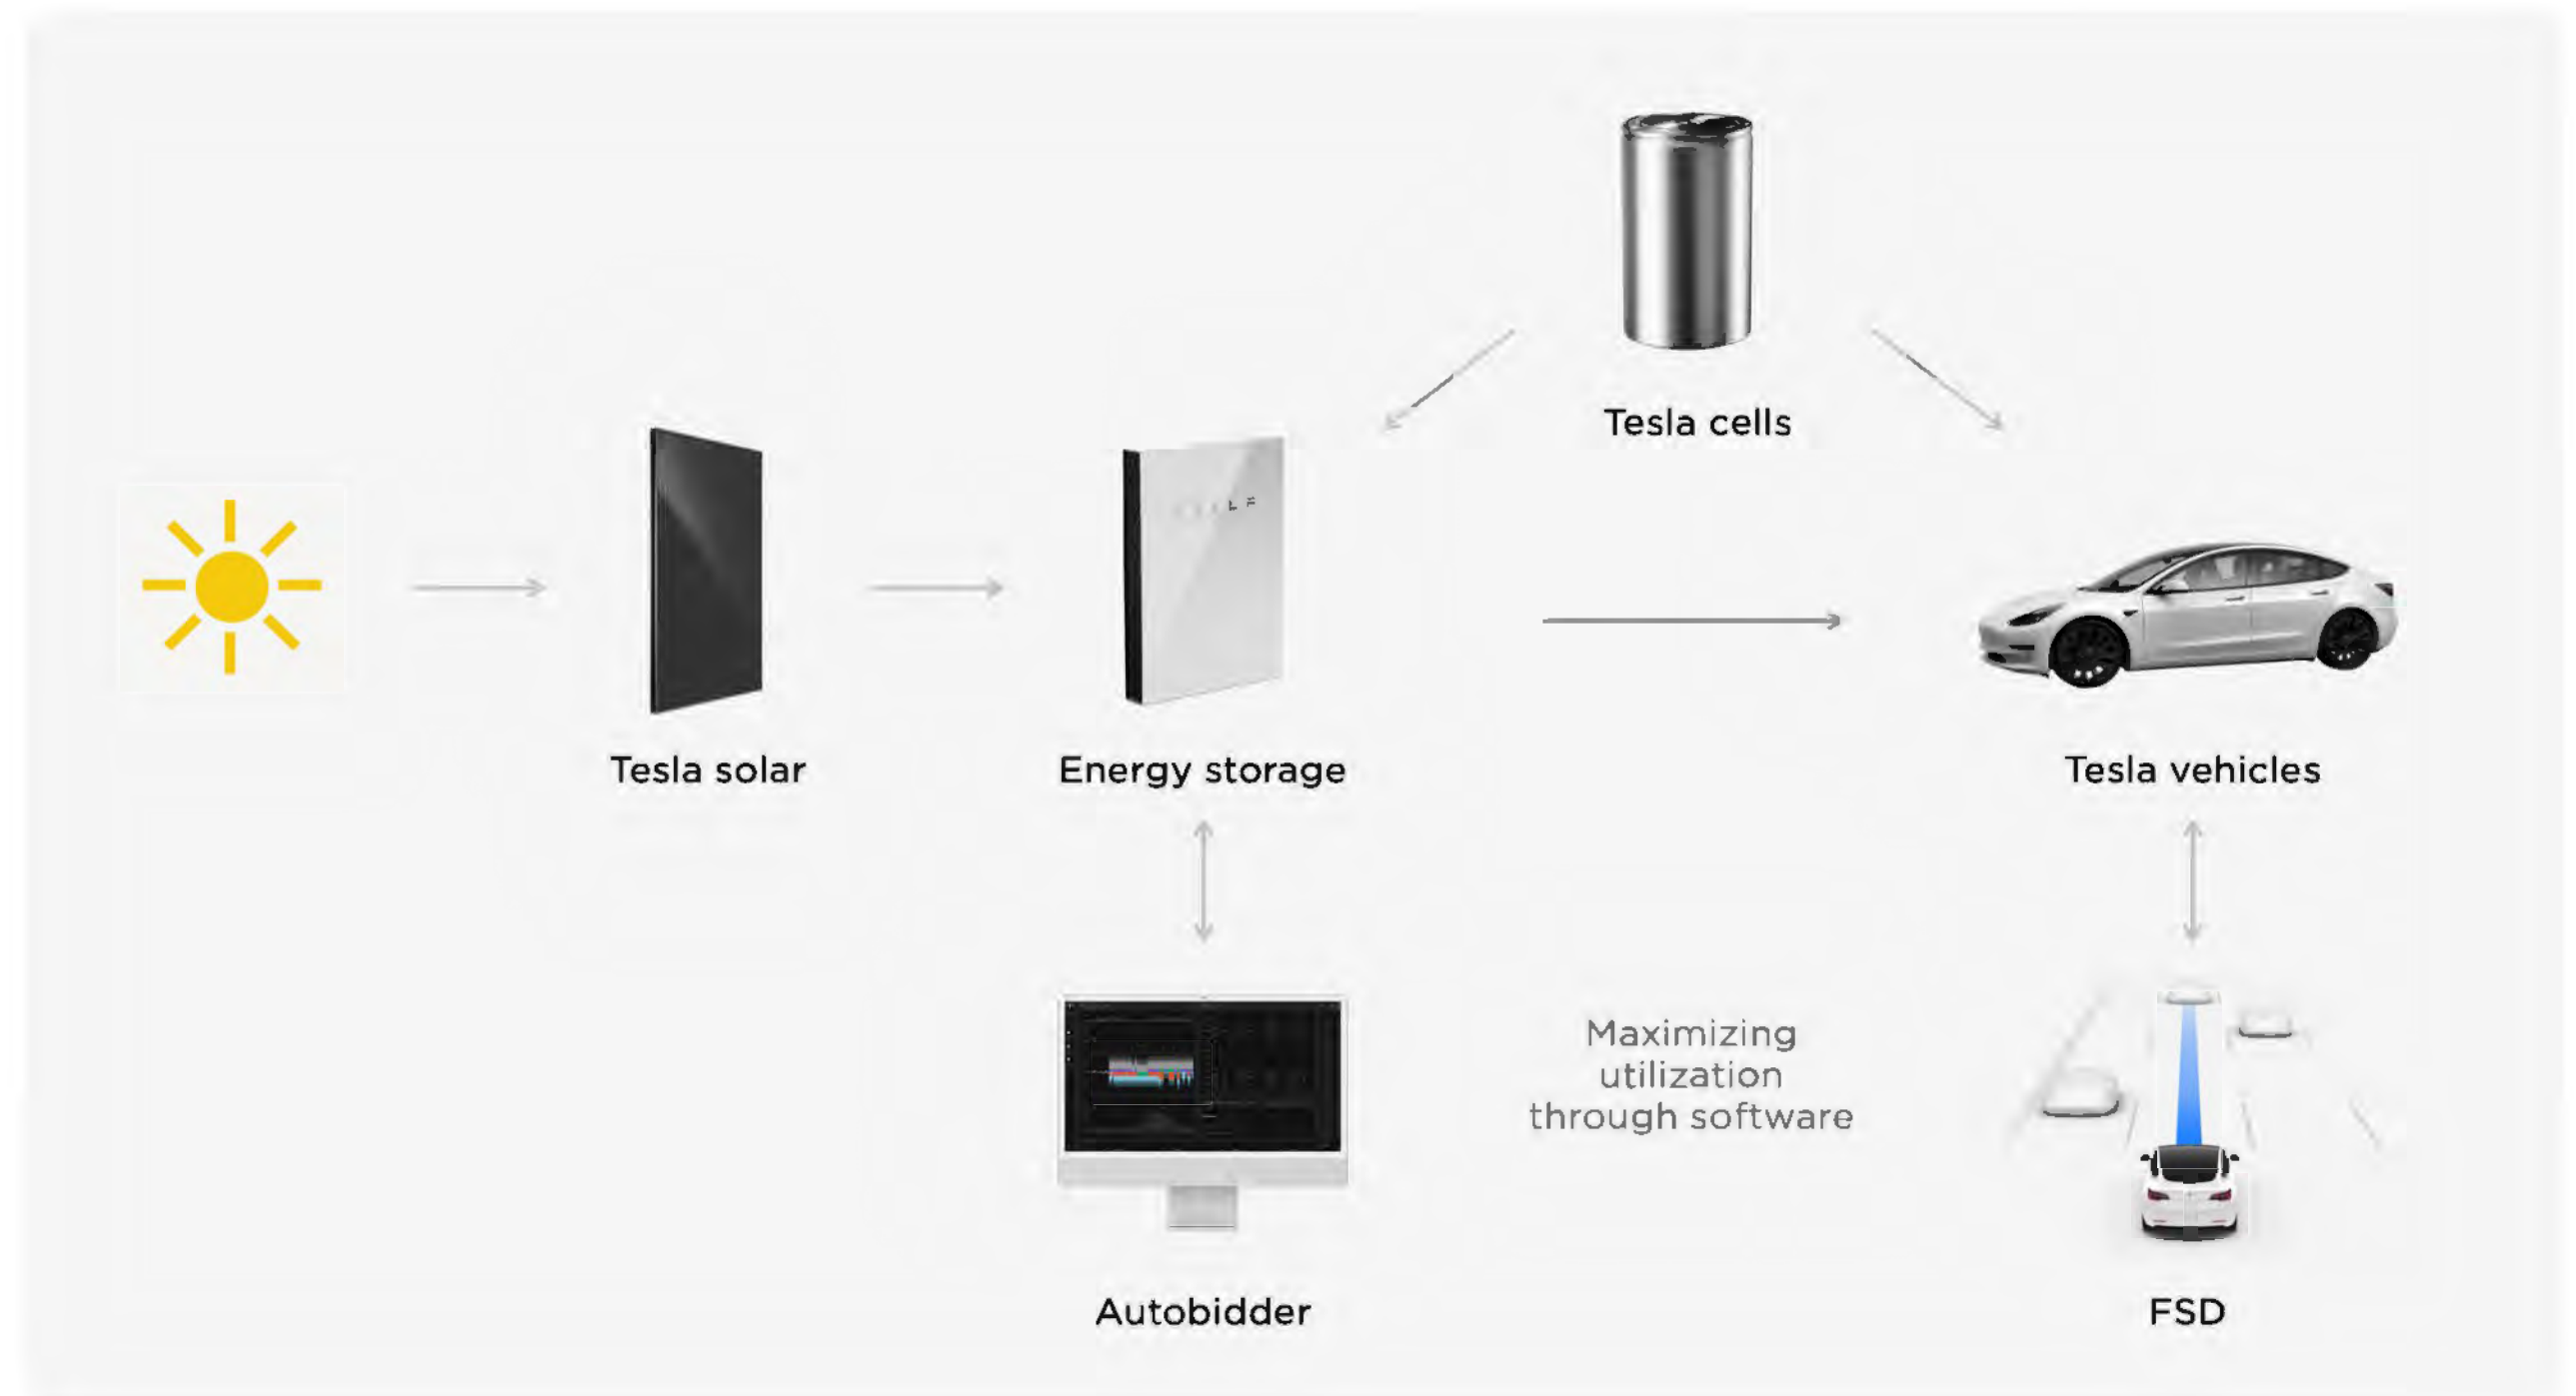 Tesla cells
Tesla solar
Energy storage
Tesla vehicles
Maximizing
utilization
through software
Autobidder
FSD